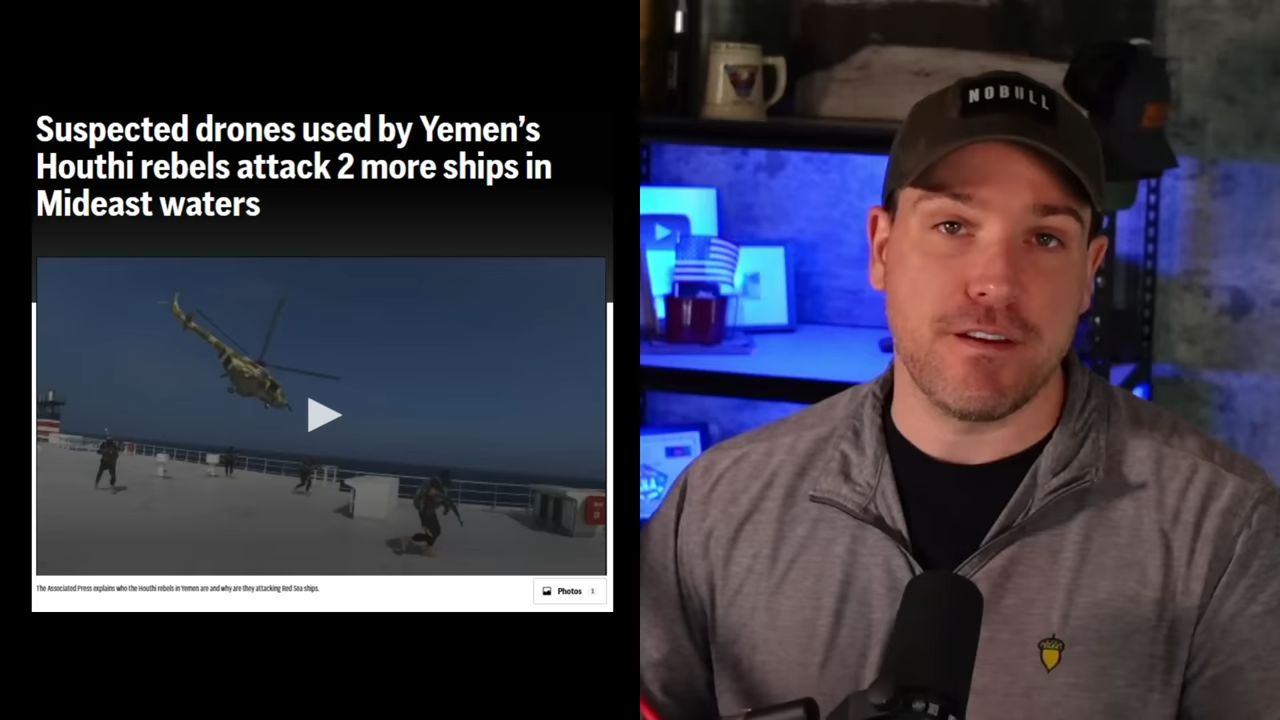 Suspected drones used by Yemen’s
Houthi rebels attack 2 more ships in
Mideast waters
The Associated Press explains who the Houthi rebels in Yemen are and why are they attacking Red Sea ships.
Photos 1
NOBULL